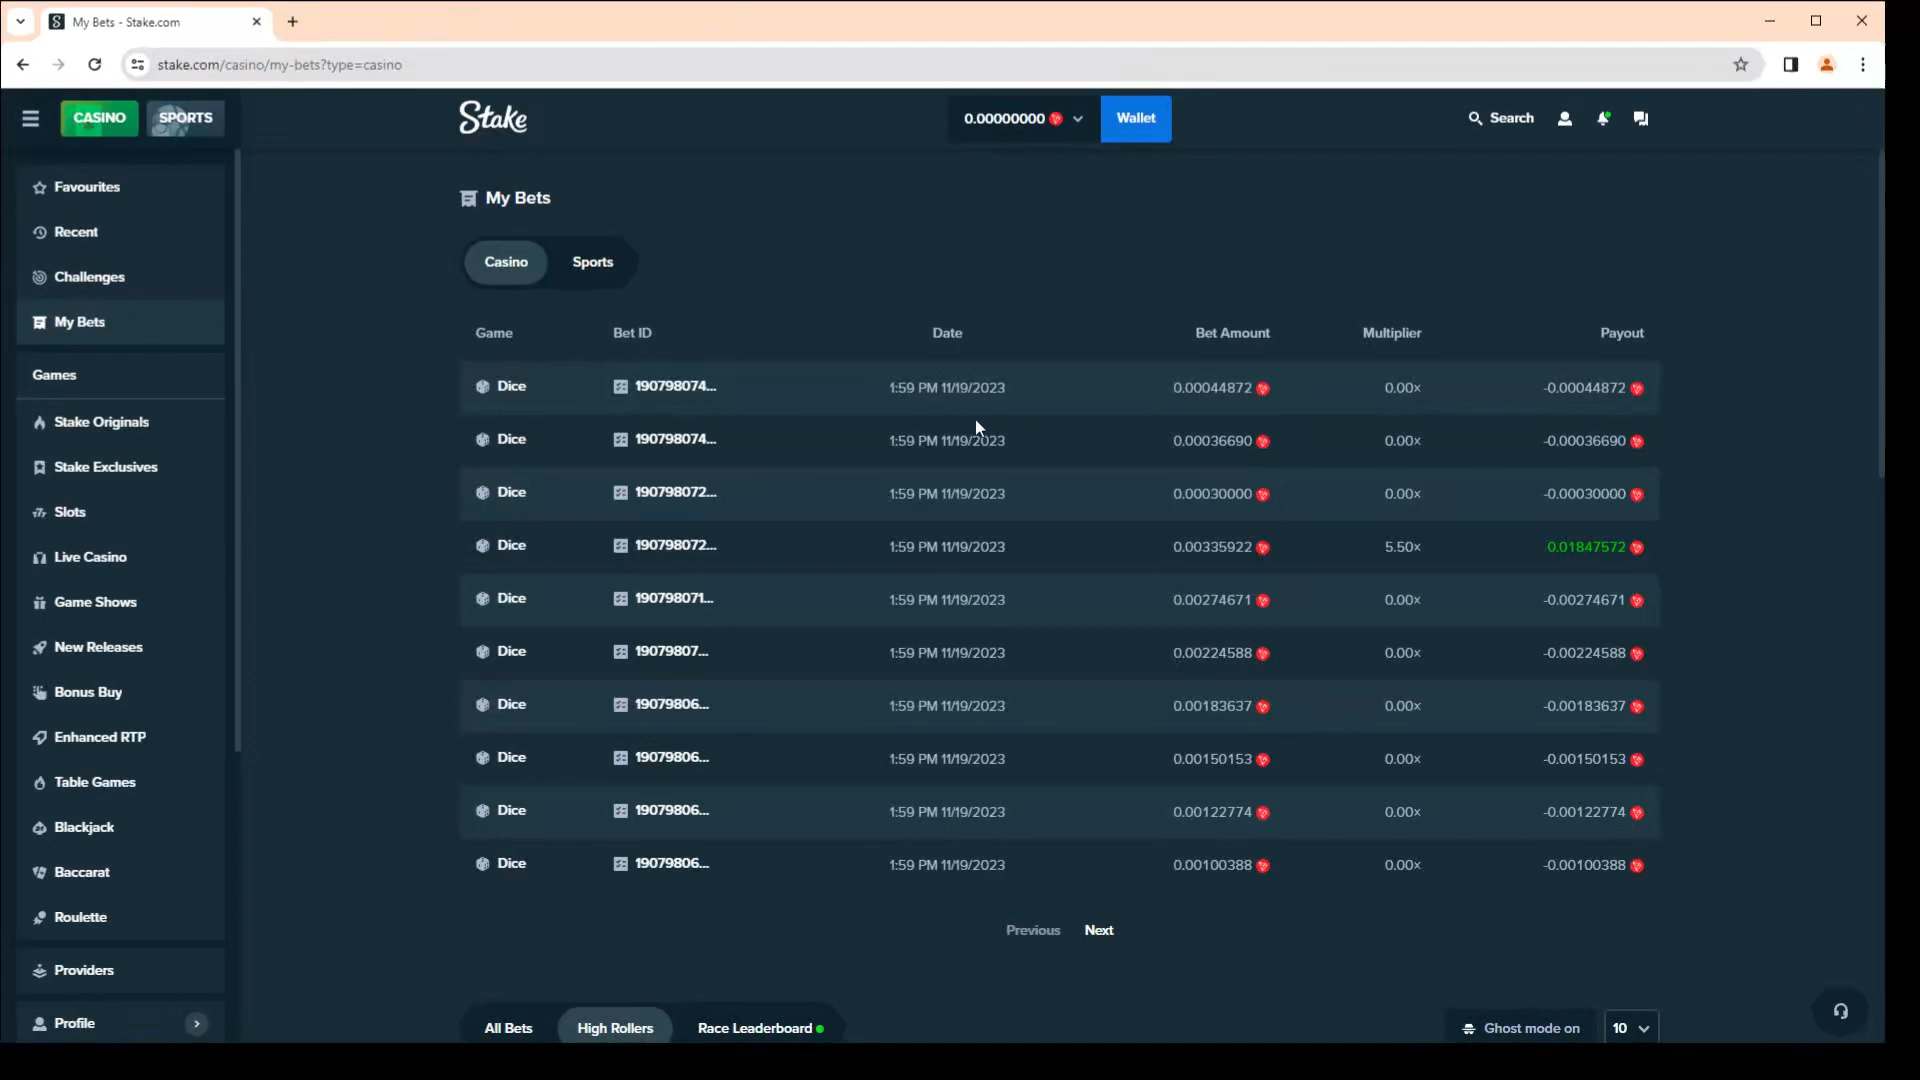 My Bets - Stake.com
stake.com/casino/my-bets?type=casino
CASINO
SPORTS
Stake
0.00000000
Wallet
Search
Favourites
Recent
Challenges
My Bets
Games
Stake Originals
Stake Exclusives
Slots
Live Casino
Game Shows
New Releases
Bonus Buy
Enhanced RTP
Table Games
Blackjack
Baccarat
Roulette
Providers
Profile
My Bets
Casino Sports
Game Bet ID Date Bet Amount Multiplier Payout
Dice 190798074... 1:59 PM 11/19/2023 0.00044872 0.00× -0.00044872
Dice 190798074... 1:59 PM 11/19/2023 0.00036690 0.00× -0.00036690
Dice 190798072... 1:59 PM 11/19/2023 0.00030000 0.00× -0.00030000
Dice 190798072... 1:59 PM 11/19/2023 0.00335922 5.50× 0.01847572
Dice 190798071... 1:59 PM 11/19/2023 0.00274671 0.00× -0.00274671
Dice 19079807... 1:59 PM 11/19/2023 0.00224588 0.00× -0.00224588
Dice 19079806... 1:59 PM 11/19/2023 0.00183637 0.00× -0.00183637
Dice 19079806... 1:59 PM 11/19/2023 0.00150153 0.00× -0.00150153
Dice 19079806... 1:59 PM 11/19/2023 0.00122774 0.00× -0.00122774
Dice 19079806... 1:59 PM 11/19/2023 0.00100388 0.00× -0.00100388
Previous Next
All Bets High Rollers Race Leaderboard Ghost mode on 10